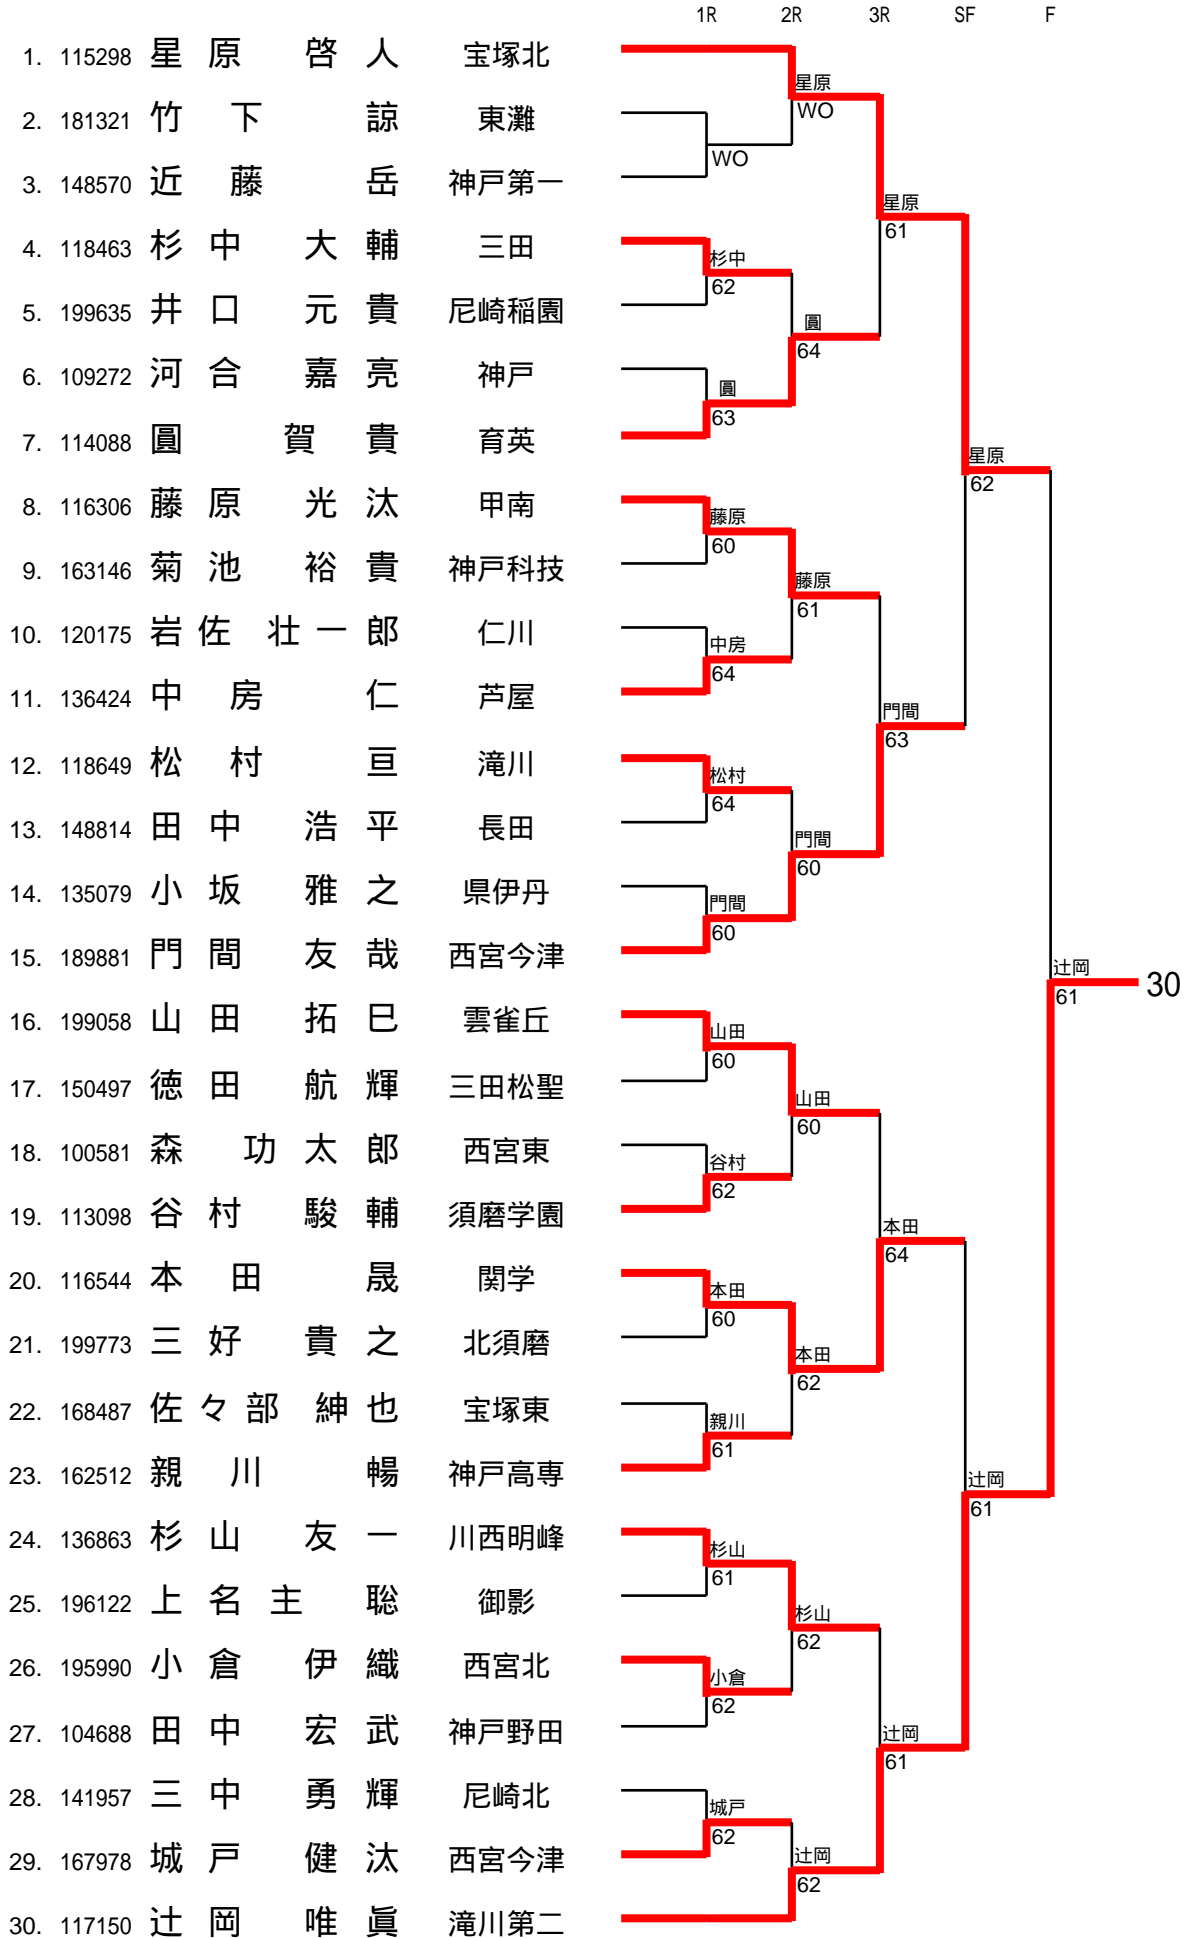 1R 2R 3R SF F
1. 115298 星原 啓人 宝塚北
星原
2. 181321 竹下 諒 東灘
WO
WO
3. 148570 近藤 岳 神戸第一
星原
61
4. 118463 杉中 大輔 三田
杉中
62
5. 199635 井口 元貴 尼崎稲園
圓
64
6. 109272 河合 嘉亮 神戸
圓
63
7. 114088 圓 賀貴 育英
星原
62
8. 116306 藤原 光汰 甲南
藤原
60
9. 163146 菊池 裕貴 神戸科技
藤原
61
10. 120175 岩佐 壮一郎 仁川
中房
64
11. 136424 中房 仁 芦屋
門間
63
12. 118649 松村 亘 滝川
松村
64
13. 148814 田中 浩平 長田
門間
60
14. 135079 小坂 雅之 県伊丹
門間
60
15. 189881 門間 友哉 西宮今津
辻岡
61 30
16. 199058 山田 拓巳 雲雀丘
山田
60
17. 150497 徳田 航輝 三田松聖
山田
60
18. 100581 森 功太郎 西宮東
谷村
62
19. 113098 谷村 駿輔 須磨学園
本田
64
20. 116544 本田 晟 関学
本田
60
21. 199773 三好 貴之 北須磨
本田
62
22. 168487 佐々部 紳也 宝塚東
親川
61
23. 162512 親川 暢 神戸高専
辻岡
61
24. 136863 杉山 友一 川西明峰
杉山
61
25. 196122 上名主 聡 御影
杉山
62
26. 195990 小倉 伊織 西宮北
小倉
62
27. 104688 田中 宏武 神戸野田
辻岡
61
28. 141957 三中 勇輝 尼崎北
城戸
62
29. 167978 城戸 健汰 西宮今津
辻岡
62
30. 117150 辻岡 唯眞 滝川第二